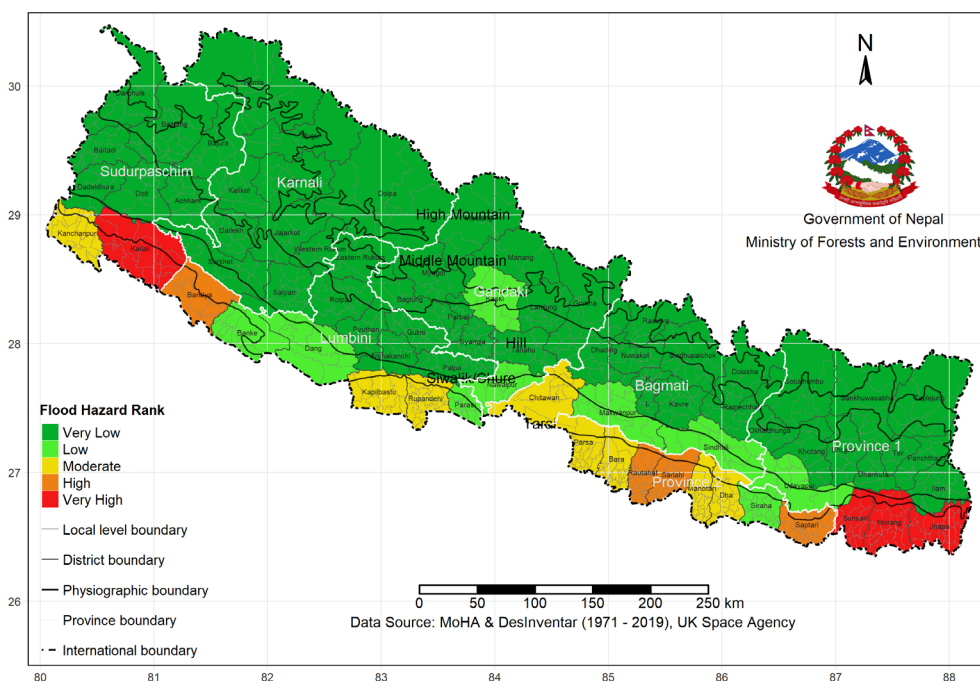 N
Government of Nepal
Ministry of Forests and Environment
30
29
28
27
26
80
81
82
83
84
85
86
87
88
Darchula
Bajhang
Humla
Baitadi
Bajura
Sudurpaschim
Karnali
Dadeldhura
Doti
Achham
Kalikot
Dolpa
High Mountain
Kanchanpur
Kailali
Dailekh
Jajarkot
Western Rukum
Eastern Rukum
Middle Mountain
Manang
Surkhet
Myagdi
Bardiya
Salyan
Rolpa
Baglung
Gandaki
Lamjung
Gorkha
Parbat
Rasuwa
Banke
Dang
Lumbini
Pyuthan
Gulmi
Syangja
Hill
Tanahu
Dhading
Nuwakot
Sindhupalchok
Arghakanchi
Palpa
Siwalik/Chure
Nawalpur
Bagmati
Dolakha
Solukhumbu
Sankhuwasabha
Taplejung
Kapilbastu
Rupandehi
Parasi
Chitawan
Makwanpur
Kavre
Ramechhap
Tarai
Okhaldhunga
Khotang
Province 1
Panchthar
Parsa
Bara
Rautahat
Sarlahi
Province 2
Sindhuli
Udayapur
Dhankuta
Ilam
Dha
Siraha
Saptari
Sunsari
Morang
Jhapa
Flood Hazard Rank
Very Low
Low
Moderate
High
Very High
Local level boundary
District boundary
Physiographic boundary
Province boundary
International boundary
0 50 100 150 200 250 km
Data Source: MoHA & DesInventar (1971 - 2019), UK Space Agency